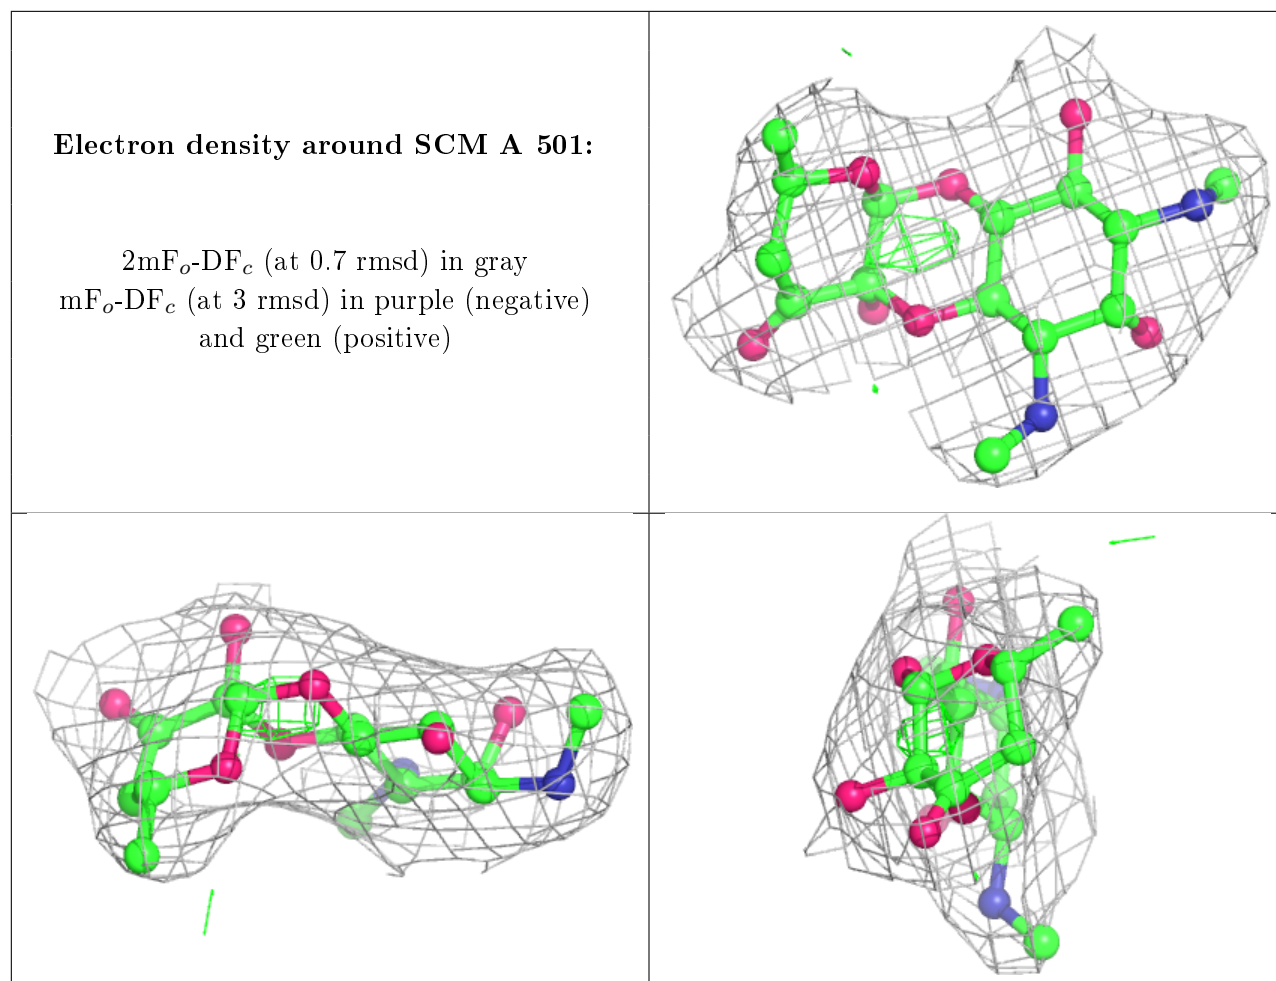 Electron density around SCM A 501:
2mFo-DFc (at 0.7 rmsd) in gray
mFo-DFc (at 3 rmsd) in purple (negative)
and green (positive)